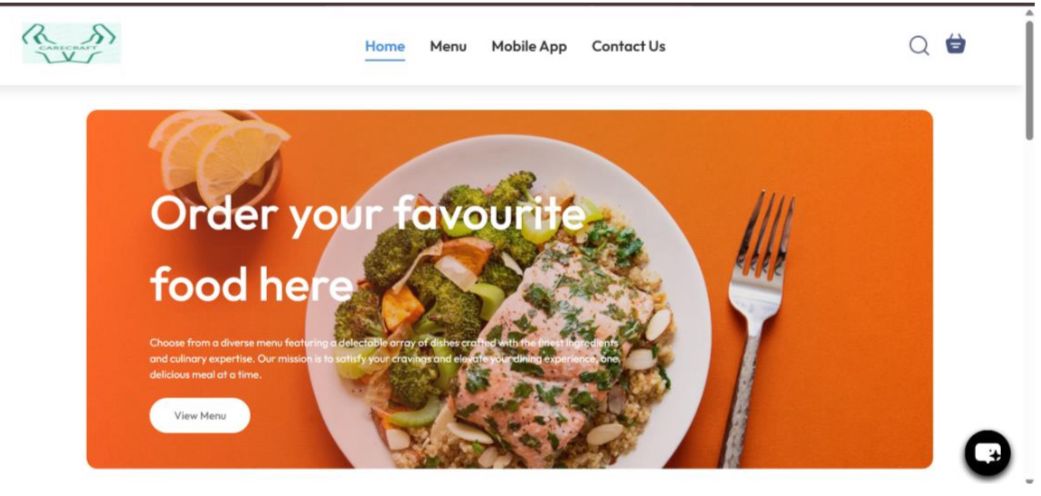 CARECRAFT
Home Menu Mobile App Contact Us
Order your favourite
food here
Choose from a diverse menu featuring a delectable array of dishes crafted with the finest ingredients
and culinary expertise. Our mission is to satisfy your cravings and elevate your dining experience, one
delicious meal at a time.
View Menu